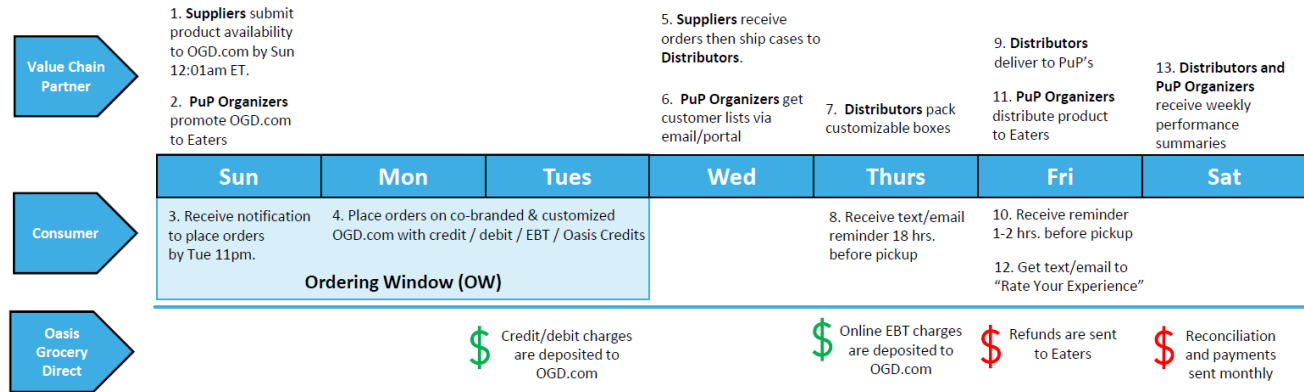 Value Chain
Partner
1. Suppliers submit
product availability
to OGD.com by Sun
12:01am ET.
2. PuP Organizers
promote OGD.com
to Eaters
5. Suppliers receive
orders then ship cases to
Distributors.
6. PuP Organizers get
customer lists via
email/portal
7. Distributors pack
customizable boxes
9. Distributors
deliver to PuP's
11. PuP Organizers
distribute product
to Eaters
13. Distributors and
PuP Organizers
receive weekly
performance
summaries
Sun
Mon
Tues
Wed
Thurs
Fri
Sat
Consumer
3. Receive notification
to place orders
by Tue 11pm.
4. Place orders on co-branded & customized
OGD.com with credit / debit / EBT / Oasis Credits
Ordering Window (OW)
8. Receive text/email
reminder 18 hrs.
before pickup
10. Receive reminder
1-2 hrs. before pickup
12. Get text/email to
“Rate Your Experience”
Oasis
Grocery
Direct
$
Credit/debit charges
are deposited to
OGD.com
$
Online EBT charges
are deposited to
OGD.com
$
Refunds are sent
to Eaters
$
Reconciliation
and payments
sent monthly